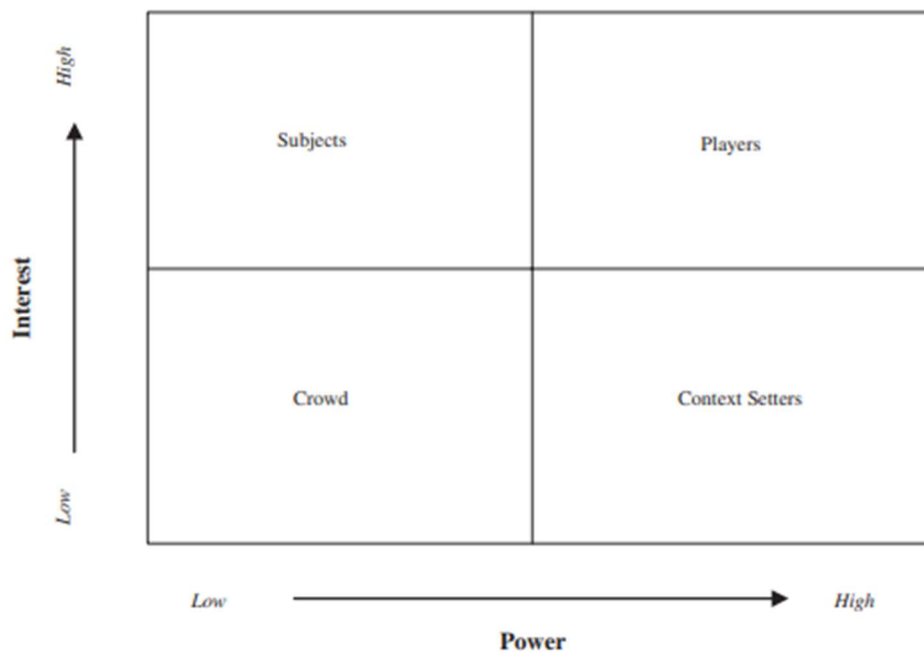 High
Subjects
Players
Interest
Crowd
Context Setters
Low
Low
High
Power